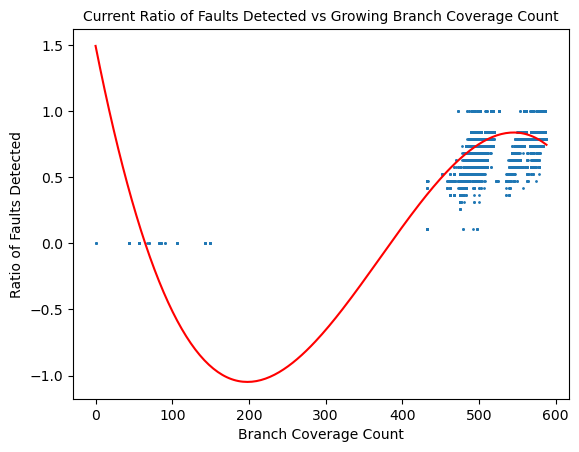 Current Ratio of Faults Detected vs Growing Branch Coverage Count
1.5
1.0
0.5
0.0
−0.5
−1.0
Ratio of Faults Detected
0 100 200 300 400 500 600
Branch Coverage Count